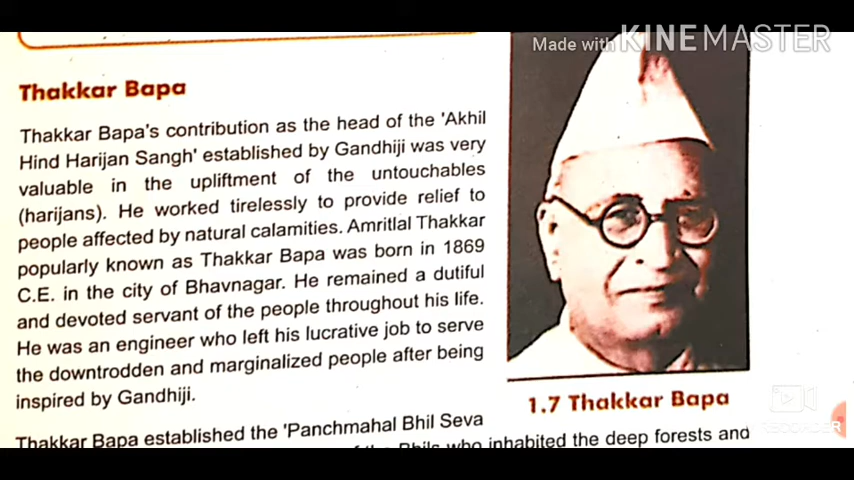 Made with KINEMASTER
Thakkar Bapa
Thakkar Bapa's contribution as the head of the 'Akhil
Hind Harijan Sangh' established by Gandhiji was very
valuable in the upliftment of the untouchables
(harijans). He worked tirelessly to provide relief to
people affected by natural calamities. Amritlal Thakkar
popularly known as Thakkar Bapa was born in 1869
C.E. in the city of Bhavnagar. He remained a dutiful
and devoted servant of the people throughout his life.
He was an engineer who left his lucrative job to serve
the downtrodden and marginalized people after being
inspired by Gandhiji.
1.7 Thakkar Bapa
RECORDER
Thakkar Bapa established the 'Panchmahal Bhil Seva
of the Bhils who inhabited the deep forests and